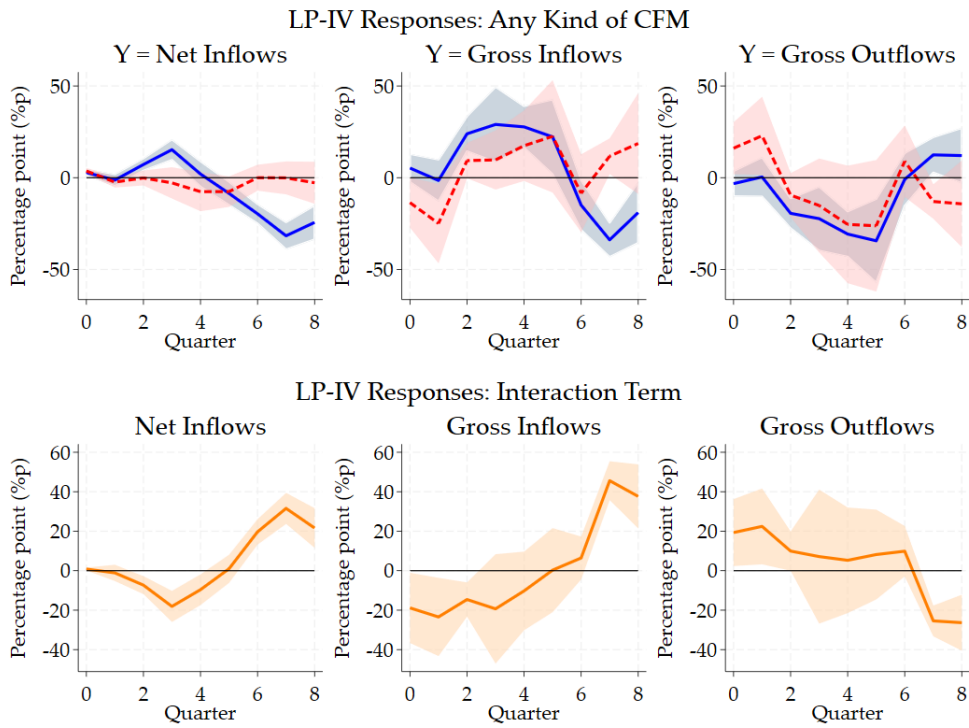 LP-IV Responses: Any Kind of CFM
Y = Net Inflows
Percentage point (%p)
50
0
-50
0 2 4 6 8
Quarter
Y = Gross Inflows
Percentage point (%p)
50
0
-50
0 2 4 6 8
Quarter
Y = Gross Outflows
Percentage point (%p)
50
0
-50
0 2 4 6 8
Quarter
LP-IV Responses: Interaction Term
Net Inflows
Percentage point (%p)
60
40
20
0
-20
-40
0 2 4 6 8
Quarter
Gross Inflows
Percentage point (%p)
60
40
20
0
-20
-40
0 2 4 6 8
Quarter
Gross Outflows
Percentage point (%p)
60
40
20
0
-20
-40
0 2 4 6 8
Quarter